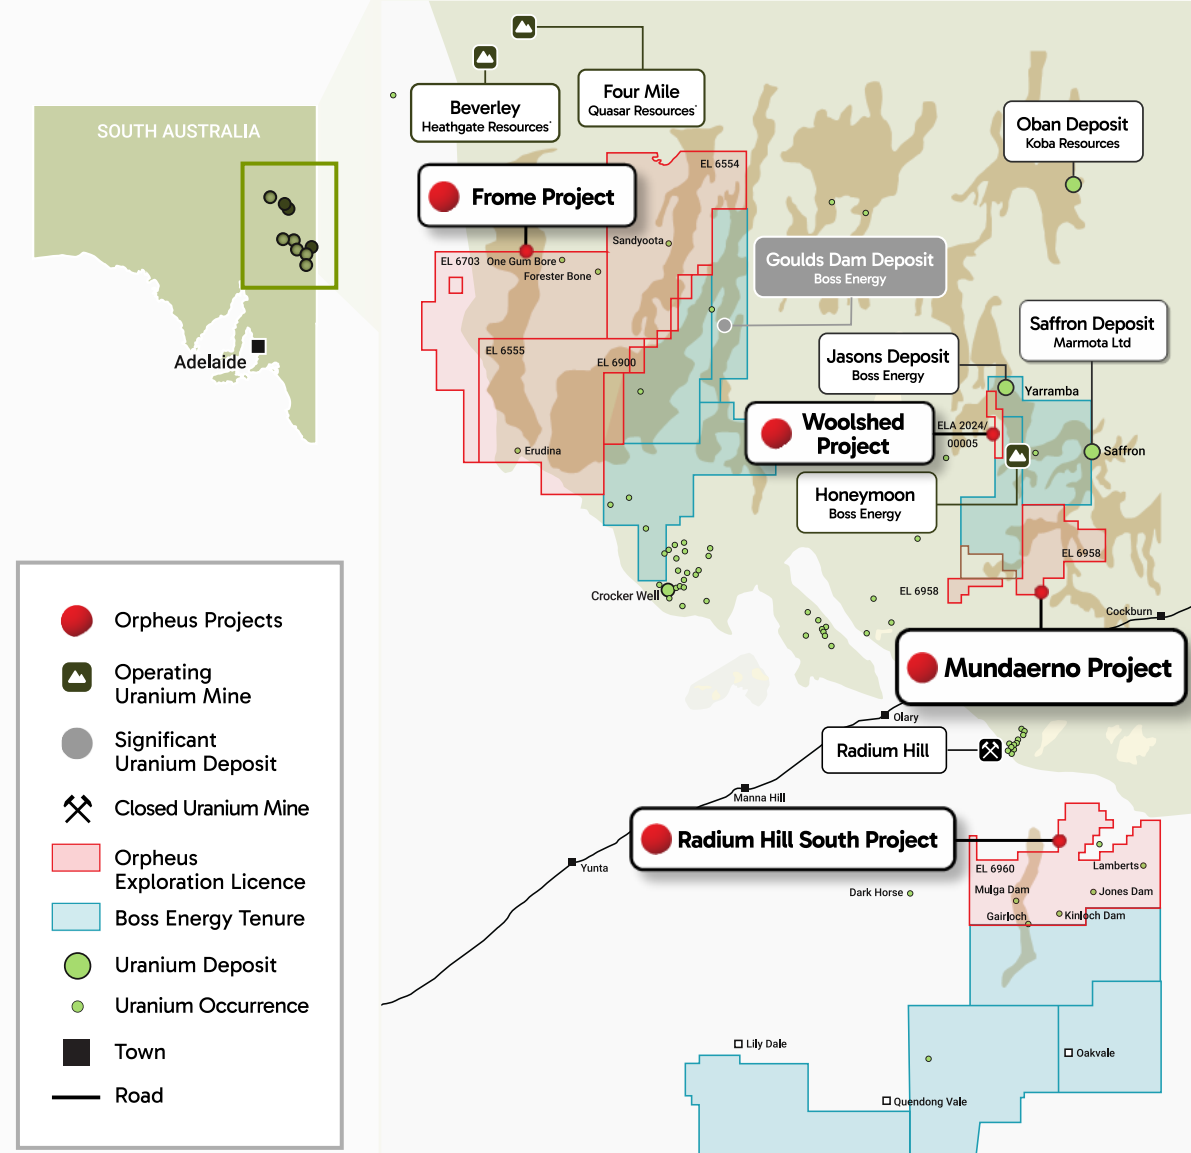 SOUTH AUSTRALIA
Adelaide
Beverley
Heathgate Resources*
Four Mile
Quasar Resources*
Oban Deposit
Koba Resources
Frome Project
EL 6554
Sandyoota
EL 6703
One Gum Bore
Forester Bone
Goulds Dam Deposit
Boss Energy
Saffron Deposit
Marmota Ltd
EL 6555
EL 6900
Jasons Deposit
Boss Energy
Yarramba
Woolshed
Project
ELA 2024/
00005
Erudina
Saffron
Honeymoon
Boss Energy
EL 6958
EL 6958
Crocker Well
Cockburn
Mundaerno Project
Olary
Radium Hill
Manna Hill
Radium Hill South Project
Yunta
EL 6960
Lamberts
Mulga Dam
Jones Dam
Dark Horse
Gairloch
Kinloch Dam
Lily Dale
Oakvale
Quendong Vale
Orpheus Projects
Operating
Uranium Mine
Significant
Uranium Deposit
Closed Uranium Mine
Orpheus
Exploration Licence
Boss Energy Tenure
Uranium Deposit
Uranium Occurrence
Town
Road